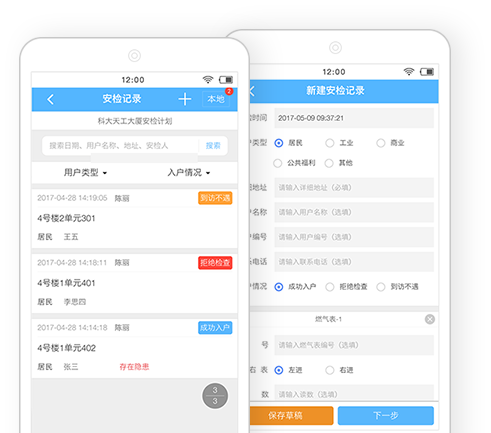 12:00
安检记录
本地
2
科大天工大厦安检计划
搜索日期、用户名称、地址、安检人
搜索
用户类型
入户情况
2017-04-28 14:19:05 陈丽
到访不遇
4号楼2单元301
居民 王五
2017-04-28 14:18:11 陈丽
拒绝检查
4号楼1单元401
居民 李思四
2017-04-28 14:14:18 陈丽
成功入户
4号楼1单元402
居民 张三 存在隐患
3
3
12:00
新建安检记录
时间
2017-05-09 09:37:21
类型
居民 工业 商业
公共福利 其他
地址
请输入详细地址（必填）
名称
请输入用户名称（选填）
编号
请输入用户编号（选填）
电话
请输入联系电话（选填）
情况
成功入户 拒绝检查 到访不遇
燃气表-1
号
请输入燃气表编号（选填）
右 表
左进 右进
数
请输入读数（选填）
保存草稿
下一步